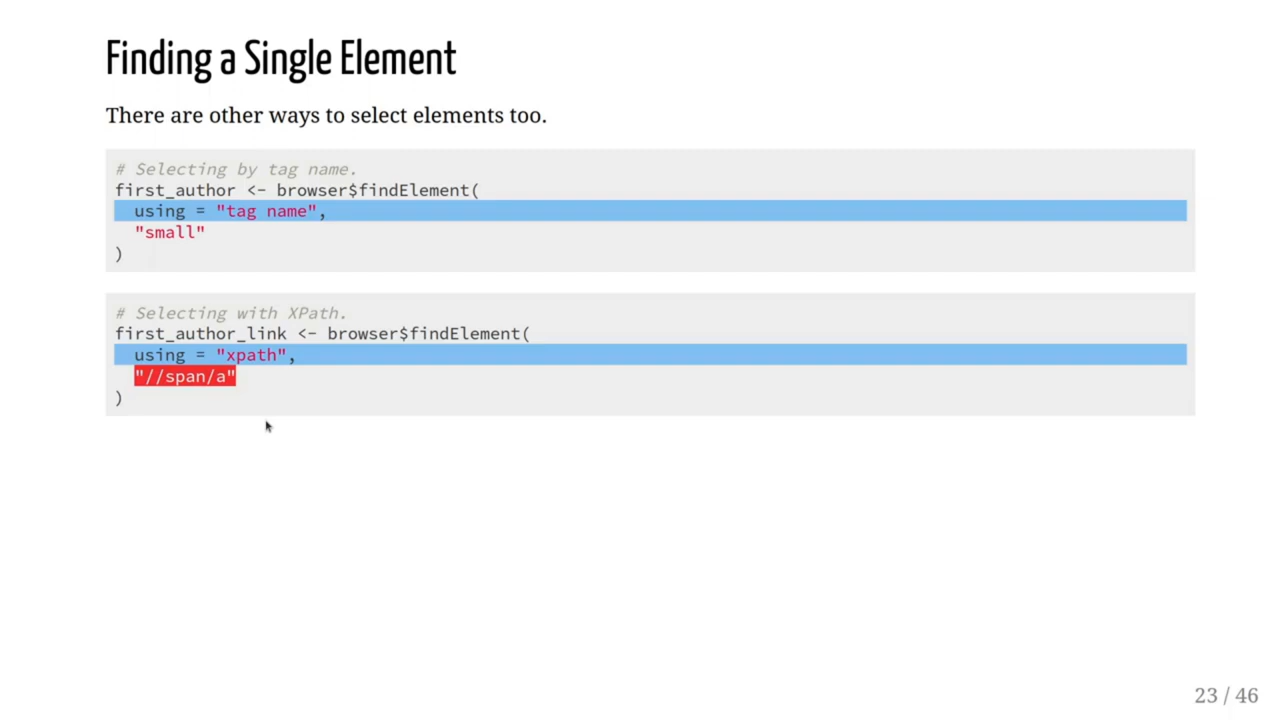 Finding a Single Element
There are other ways to select elements too.
# Selecting by tag name.
first_author <- browser$findElement(
  using = "tag name",
  "small"
)
# Selecting with XPath.
first_author_link <- browser$findElement(
  using = "xpath",
  "//span/a"
)
23 / 46